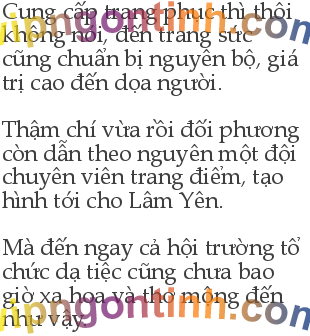 Cung cấp trang phục thì thôi
không nói, đến trang sức
cũng chuẩn bị nguyên bộ, giá
trị cao đến dọa người.
Thậm chí vừa rồi đối phương
còn dẫn theo nguyên một đội
chuyên viên trang điểm, tạo
hình tới cho Lâm Yên.
Mà đến ngay cả hội trường tổ
chức dạ tiệc cũng chưa bao
giờ xa hoa và thơ mộng đến
như vậy.